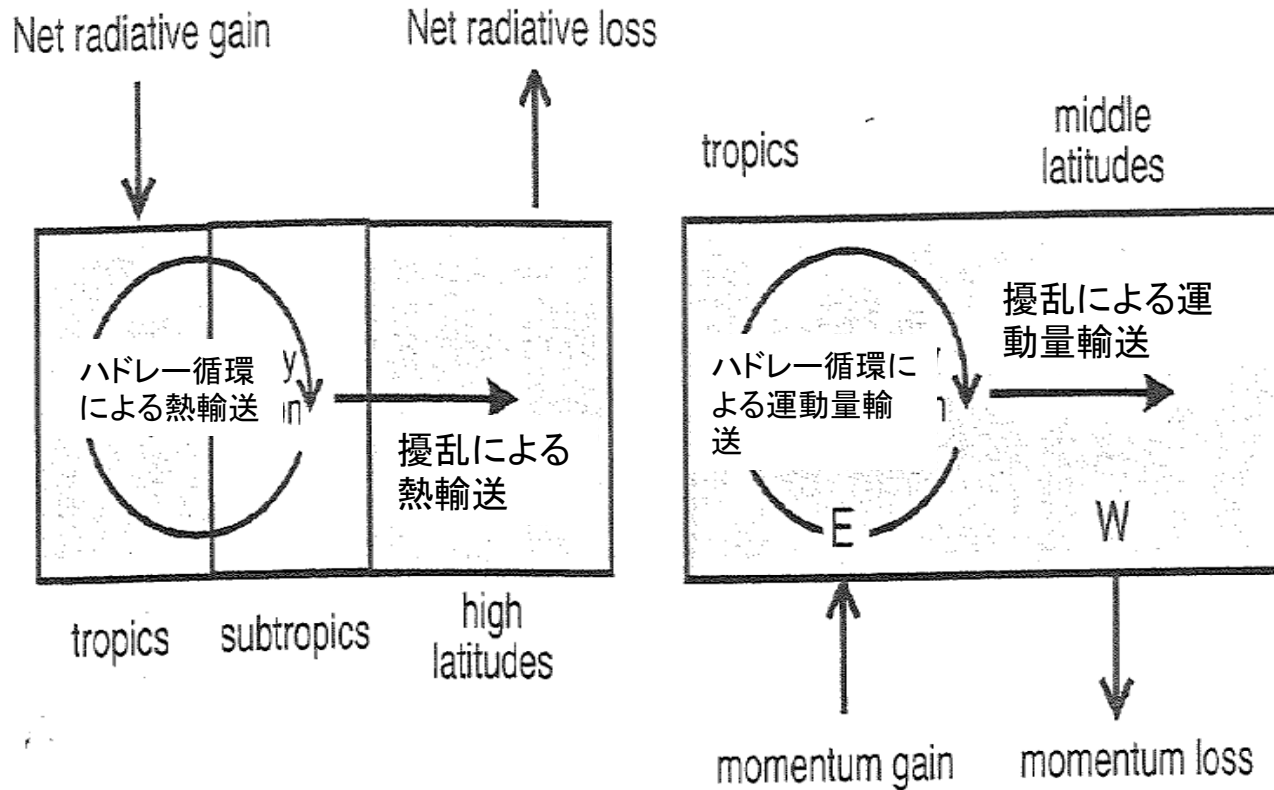 Net radiative gain
Net radiative loss
ハドレー循環
による熱輸送
擾乱による
熱輸送
tropics
subtropics
high
latitudes
tropics
middle
latitudes
ハドレー循環に
よる運動量輸
送
擾乱による運
動量輸送
E
W
momentum gain
momentum loss